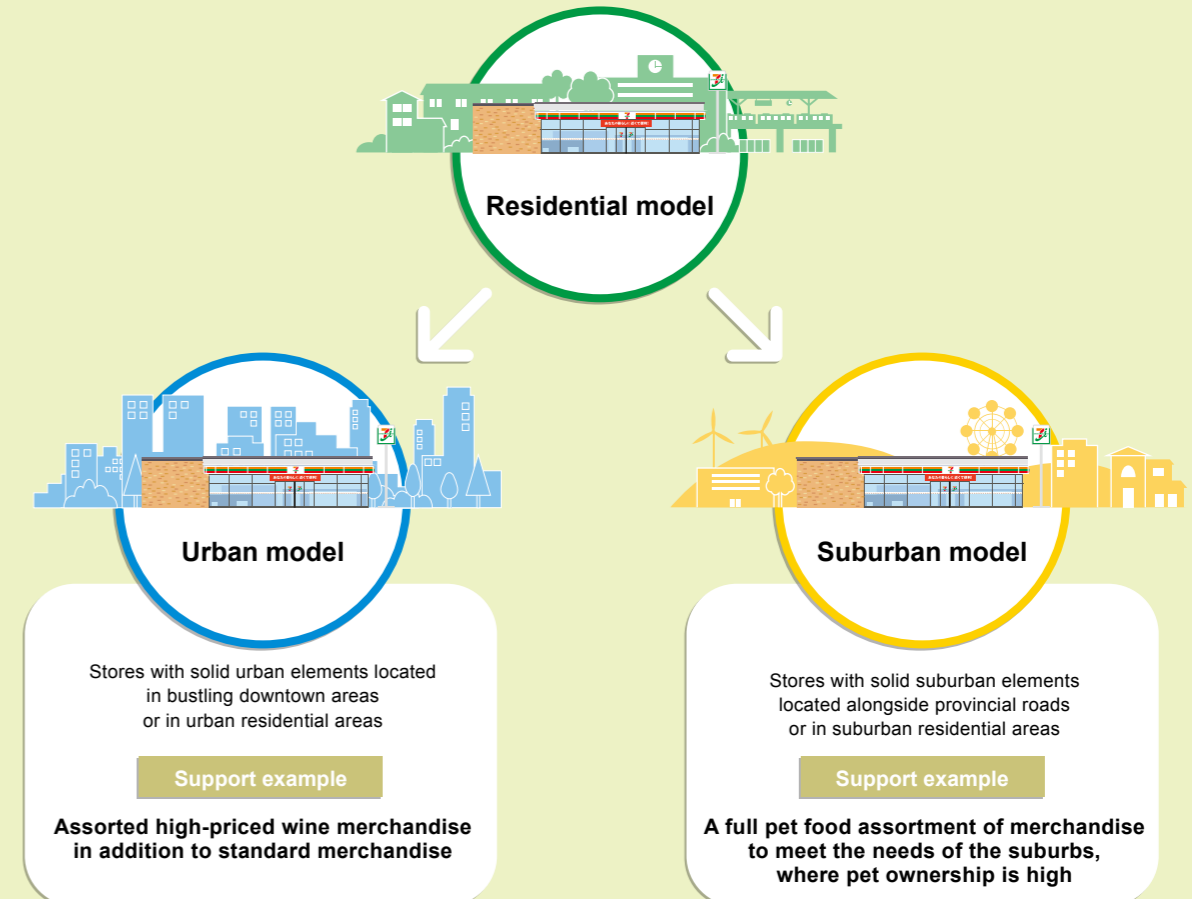 Residential model
Urban model
Stores with solid urban elements located
in bustling downtown areas
or in urban residential areas
Support example
Assorted high-priced wine merchandise
in addition to standard merchandise
Suburban model
Stores with solid suburban elements
located alongside provincial roads
or in suburban residential areas
Support example
A full pet food assortment of merchandise
to meet the needs of the suburbs,
where pet ownership is high